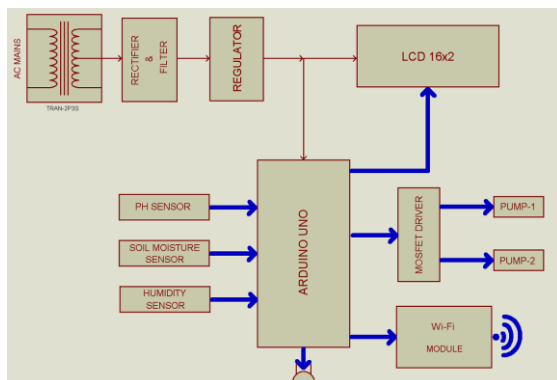 AC MAINS
TRAN-2P3S
RECTIFIER
&
FILTER
REGULATOR
LCD 16x2
PH SENSOR
SOIL MOISTURE
SENSOR
HUMIDITY
SENSOR
ARDUINO UNO
MOSFET DRIVER
PUMP-1
PUMP-2
Wi-Fi
MODULE